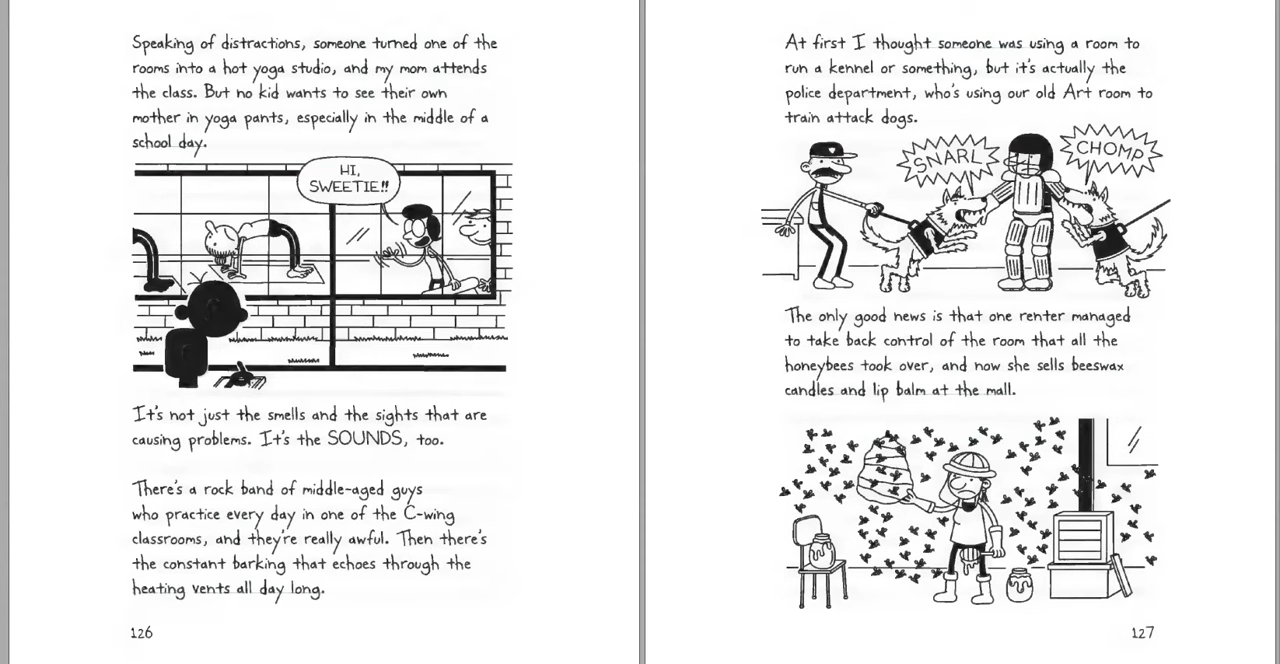 Speaking of distractions, someone turned one of the
rooms into a hot yoga studio, and my mom attends
the class. But no kid wants to see their own
mother in yoga pants, especially in the middle of a
school day.
HI,
SWEETIE!!
It's not just the smells and the sights that are
causing problems. It's the SOUNDS, too.
There's a rock band of middle-aged guys
who practice every day in one of the C-wing
classrooms, and they're really awful. Then there's
the constant barking that echoes through the
heating vents all day long.
126
At first I thought someone was using a room to
run a kennel or something, but it's actually the
police department, who's using our old Art room to
train attack dogs.
SNARL
CHOMP
The only good news is that one renter managed
to take back control of the room that all the
honeybees took over, and now she sells beeswax
candles and lip balm at the mall.
127